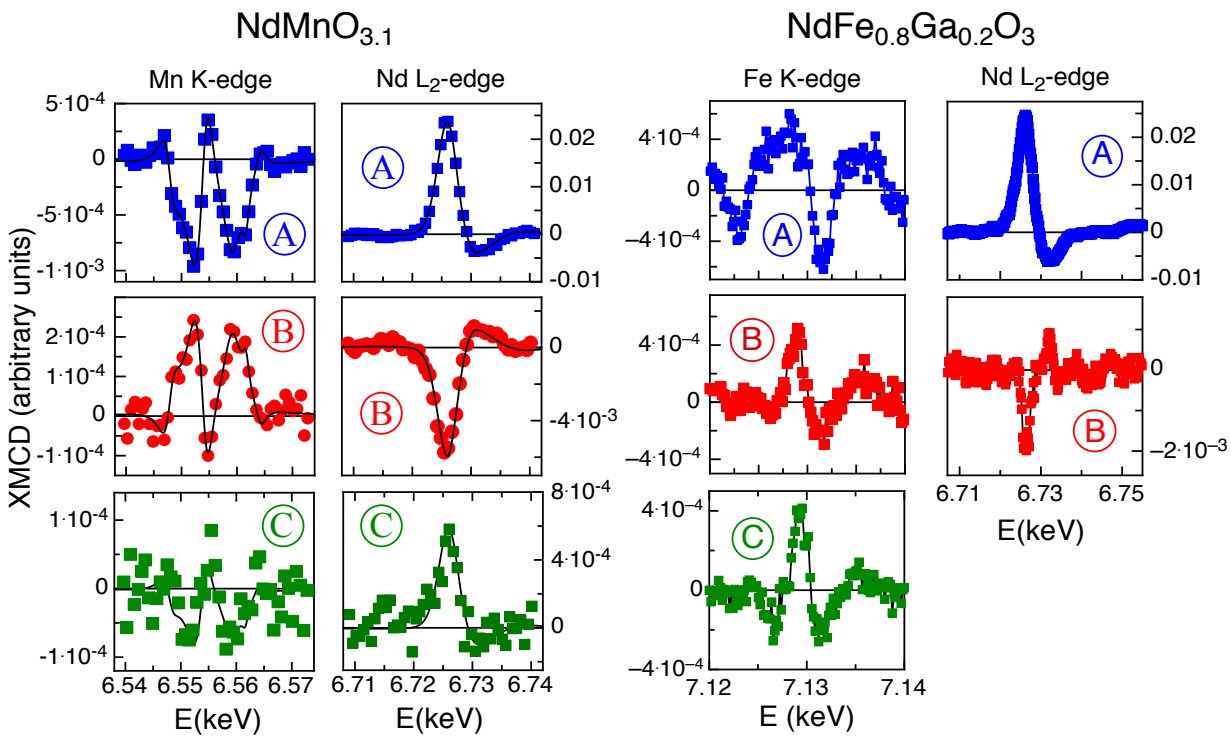 NdMnO₃.₁
NdFe₀.₈Ga₀.₂O₃
Mn K-edge
Nd L₂-edge
Fe K-edge
Nd L₂-edge
XMCD (arbitrary units)
5·10⁻⁴
0
-5·10⁻⁴
-1·10⁻³
A
A
0.02
0.01
0
-0.01
4·10⁻⁴
0
−4·10⁻⁴
A
A
0.02
0.01
0
-0.01
2·10⁻⁴
1·10⁻⁴
0
-1·10⁻⁴
B
B
0
-4·10⁻³
4·10⁻⁴
0
−4·10⁻⁴
B
B
0
−2·10⁻³
6.71 6.73 6.75
E(keV)
1·10⁻⁴
0
-1·10⁻⁴
C
6.54 6.55 6.56 6.57
E(keV)
C
8·10⁻⁴
4·10⁻⁴
0
6.71 6.72 6.73 6.74
E(keV)
4·10⁻⁴
0
−4·10⁻⁴
C
7.12 7.13 7.14
E (keV)